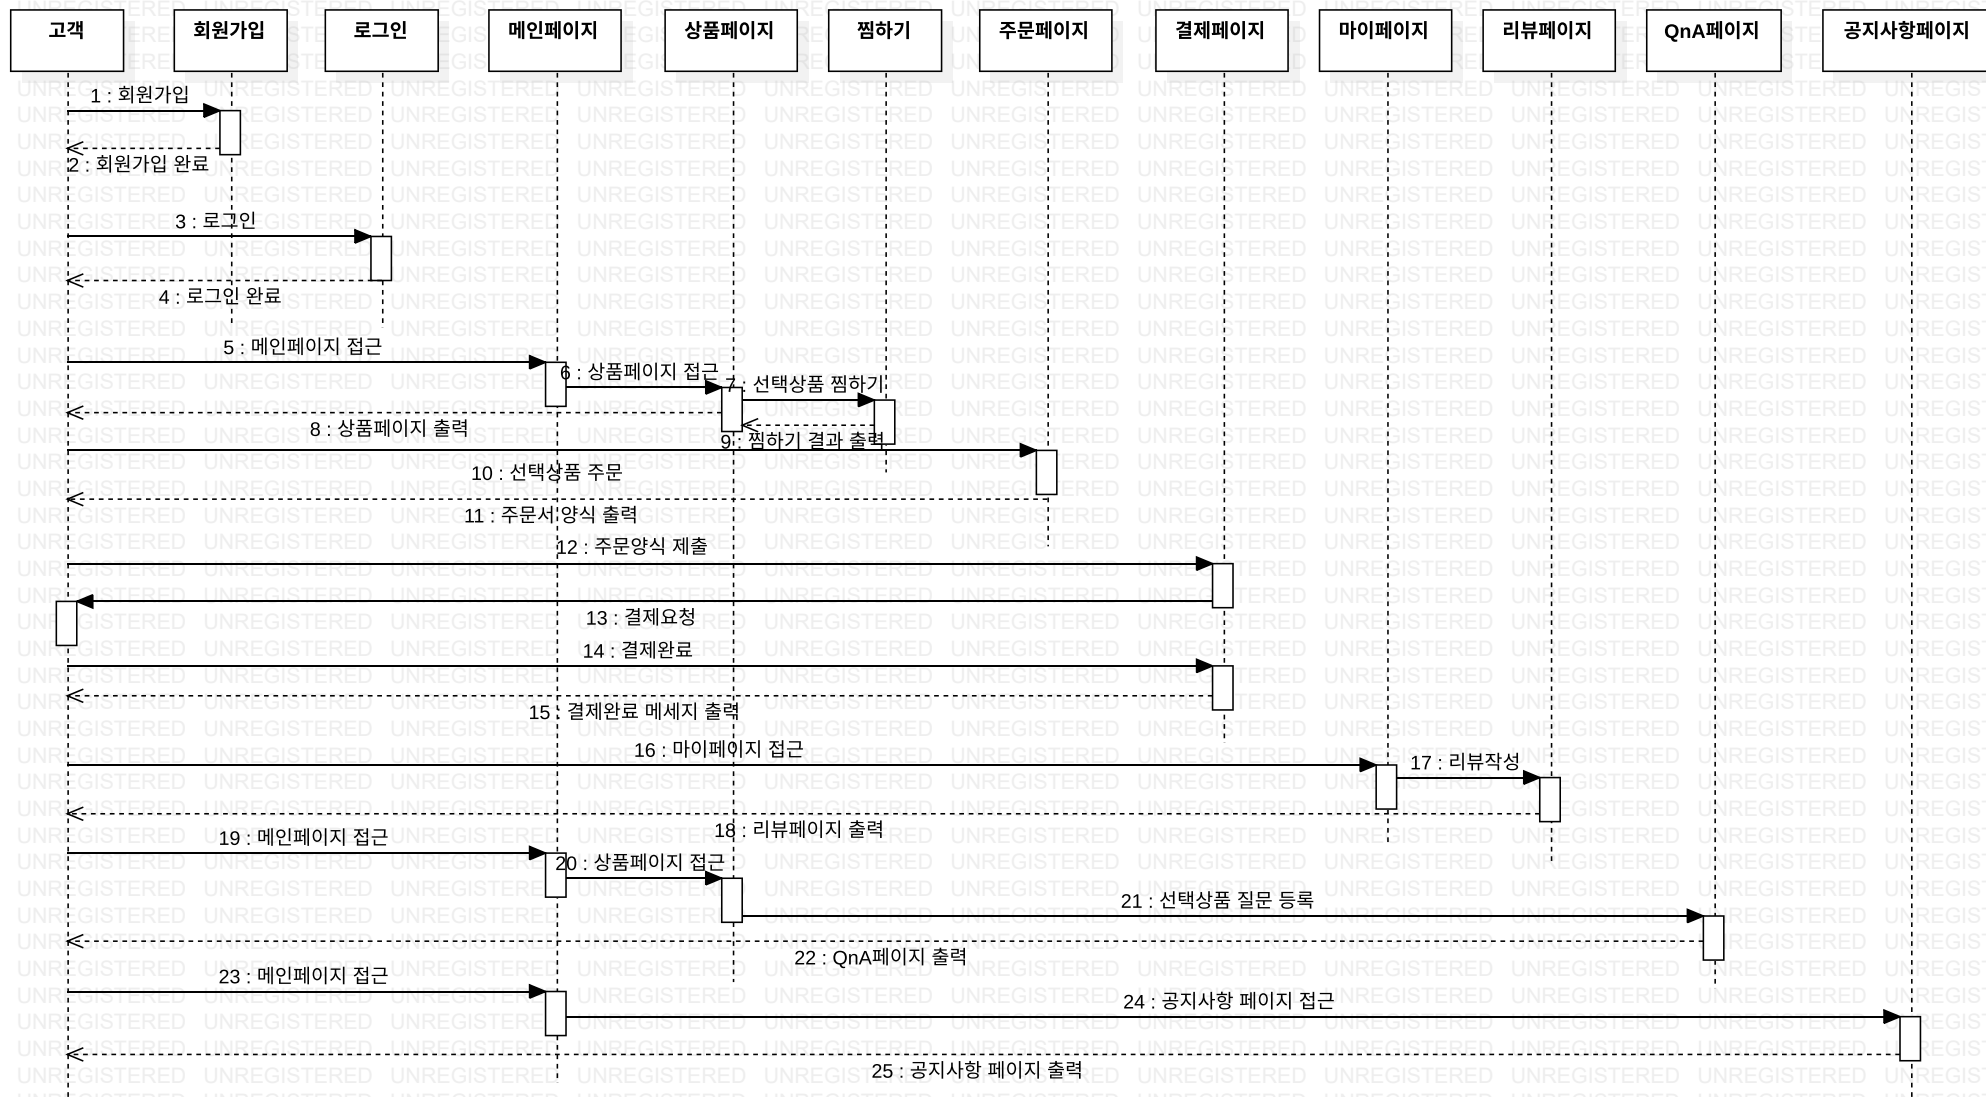 고객
회원가입
로그인
메인페이지
상품페이지
찜하기
주문페이지
결제페이지
마이페이지
리뷰페이지
QnA페이지
공지사항페이지
1 : 회원가입
2 : 회원가입 완료
3 : 로그인
4 : 로그인 완료
5 : 메인페이지 접근
6 : 상품페이지 접근
7 : 선택상품 찜하기
8 : 상품페이지 출력
9 : 찜하기 결과 출력
10 : 선택상품 주문
11 : 주문서 양식 출력
12 : 주문양식 제출
13 : 결제요청
14 : 결제완료
15 : 결제완료 메세지 출력
16 : 마이페이지 접근
17 : 리뷰작성
18 : 리뷰페이지 출력
19 : 메인페이지 접근
20 : 상품페이지 접근
21 : 선택상품 질문 등록
22 : QnA페이지 출력
23 : 메인페이지 접근
24 : 공지사항 페이지 접근
25 : 공지사항 페이지 출력
UNREGISTERED